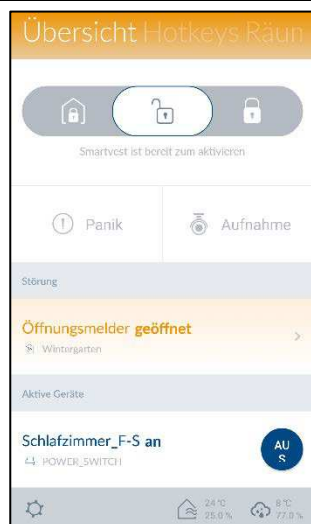 Übersicht Hotkeys Räun
Smartvest ist bereit zum aktivieren
Panik Aufnahme
Störung
Öffnungsmelder geöffnet
Wintergarten
Aktive Geräte
Schlafzimmer_F-S an
AU
S
POWER_SWITCH
24 °C 8 °C
25.0 % 77.0 %